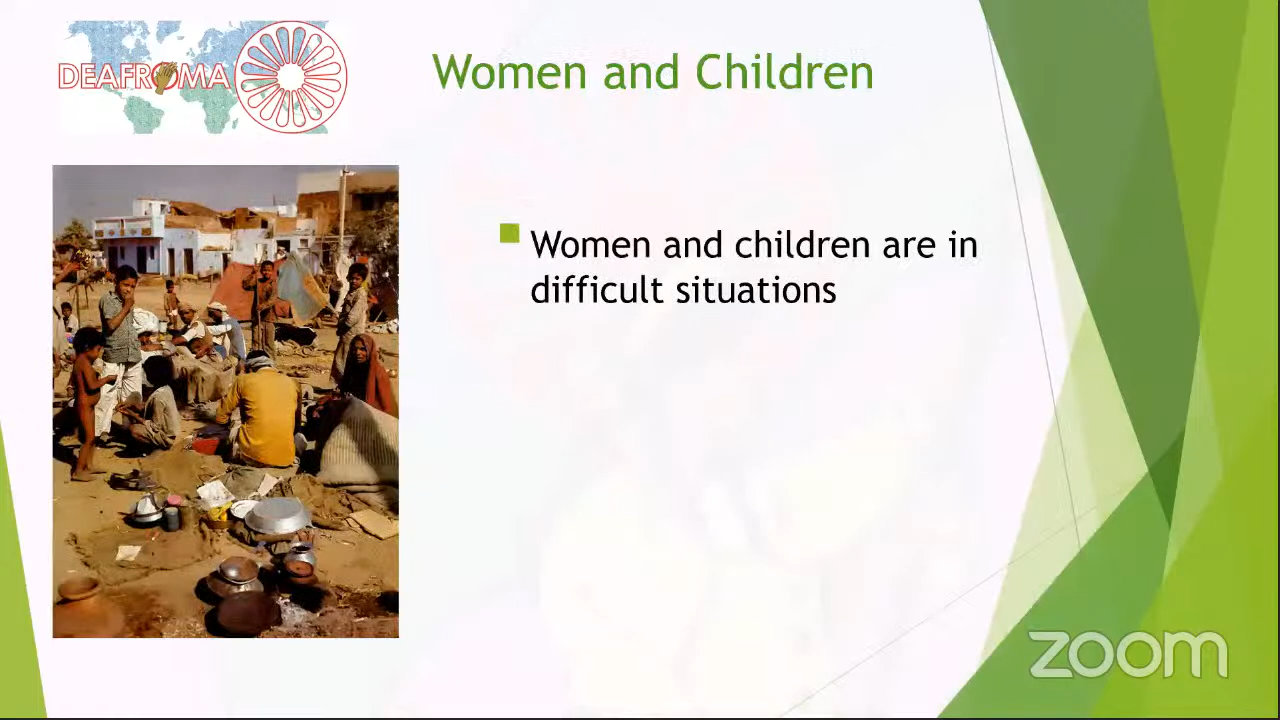 DEAFROMA
Women and Children
Women and children are in
difficult situations
zoom